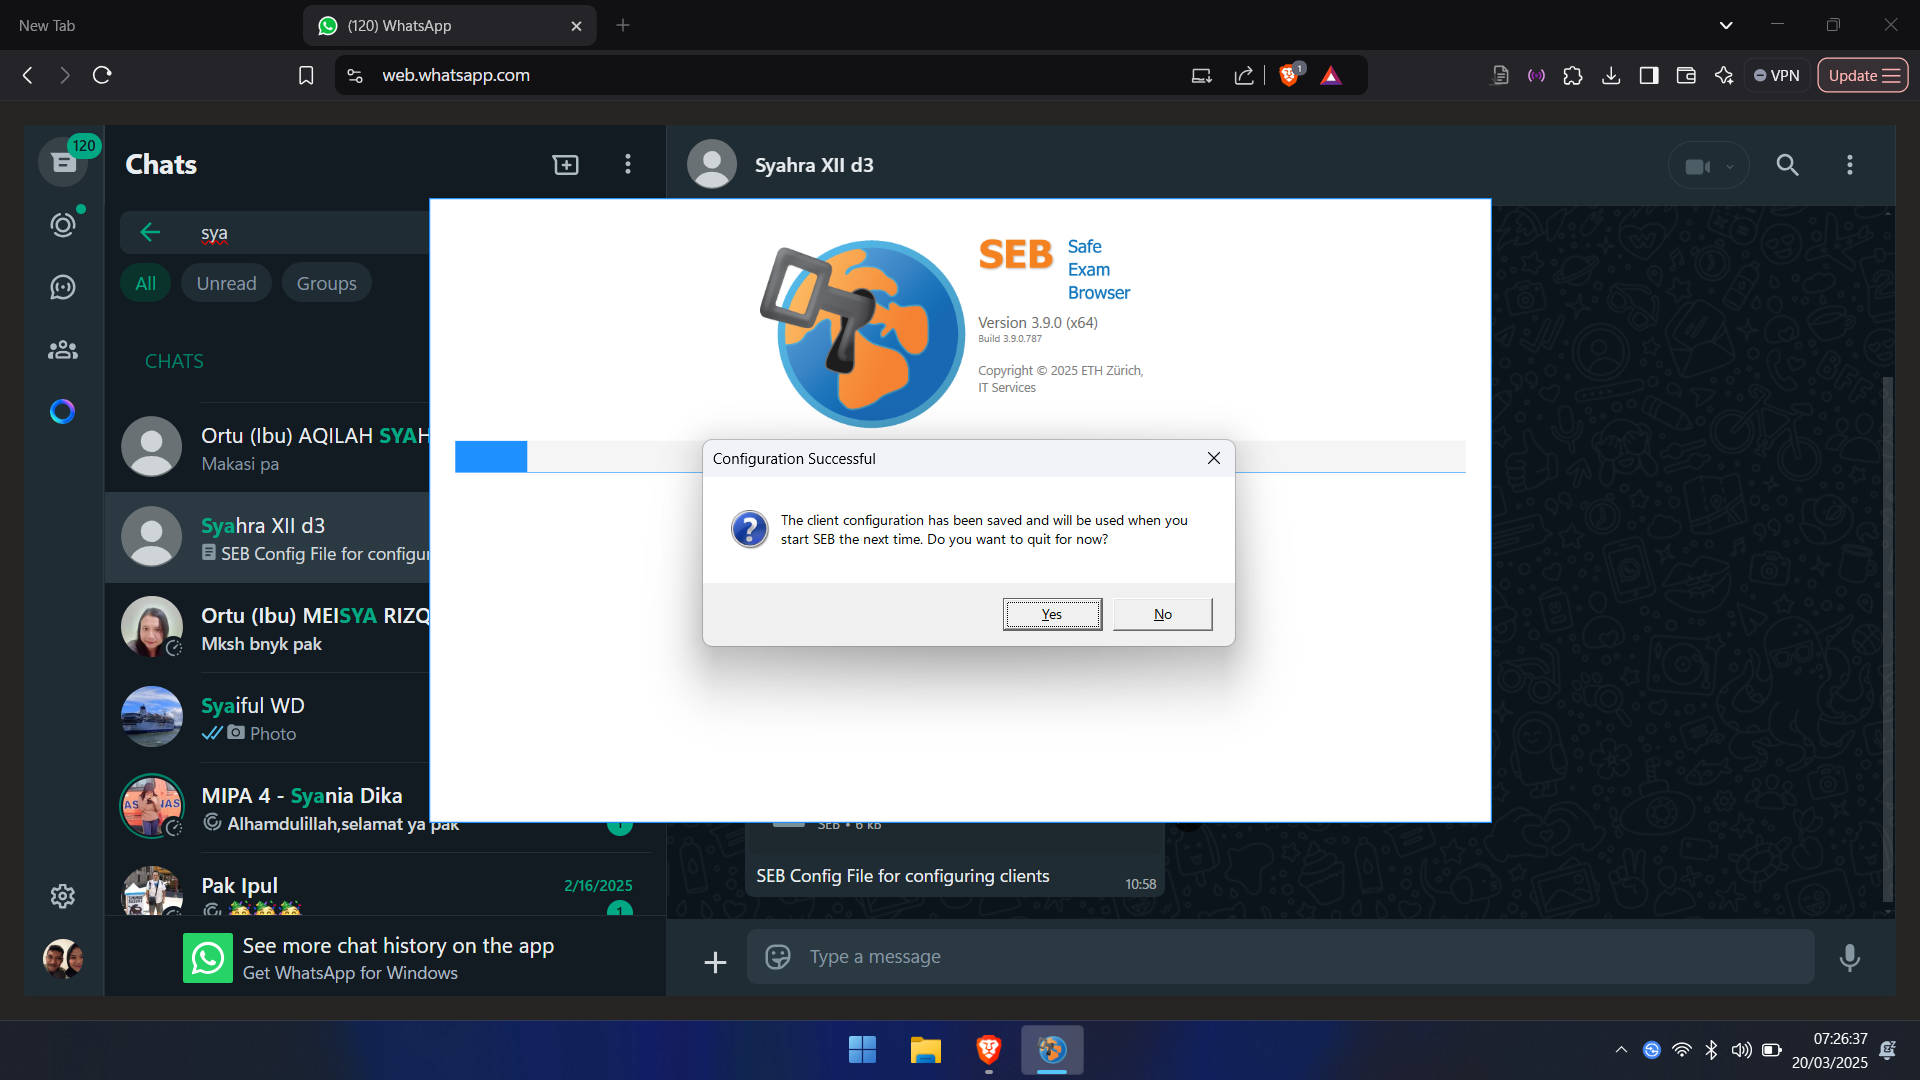 New Tab
(120) WhatsApp
web.whatsapp.com
1
VPN
Update
120
Chats
Syahra XII d3
sya
All
Unread
Groups
SEB
Safe
Exam
Browser
Version 3.9.0 (x64)
Build 3.9.0.787
Copyright © 2025 ETH Zürich,
IT Services
CHATS
Ortu (Ibu) AQILAH SYAH
Makasi pa
Configuration Successful
The client configuration has been saved and will be used when you
start SEB the next time. Do you want to quit for now?
Yes
No
Syahra XII d3
SEB Config File for configur
Ortu (Ibu) MEISYA RIZQ
Mksh bnyk pak
Syaiful WD
Photo
MIPA 4 - Syania Dika
Alhamdulillah,selamat ya pak
1
SEB • 6 kB
SEB Config File for configuring clients
10:58
Pak Ipul
2/16/2025
1
See more chat history on the app
Get WhatsApp for Windows
Type a message
07:26:37
20/03/2025